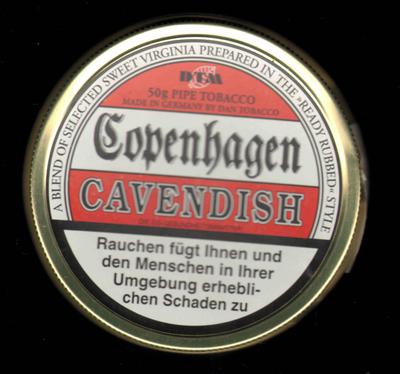 A BLEND OF SELECTED SWEET VIRGINIA PREPARED IN THE »READY RUBBED« STYLE
DTM
50g PIPE TOBACCO
MADE IN GERMANY BY DAN TOBACCO
Copenhagen
CAVENDISH
Rauchen fügt Ihnen und
den Menschen in Ihrer
Umgebung erhebli-
chen Schaden zu